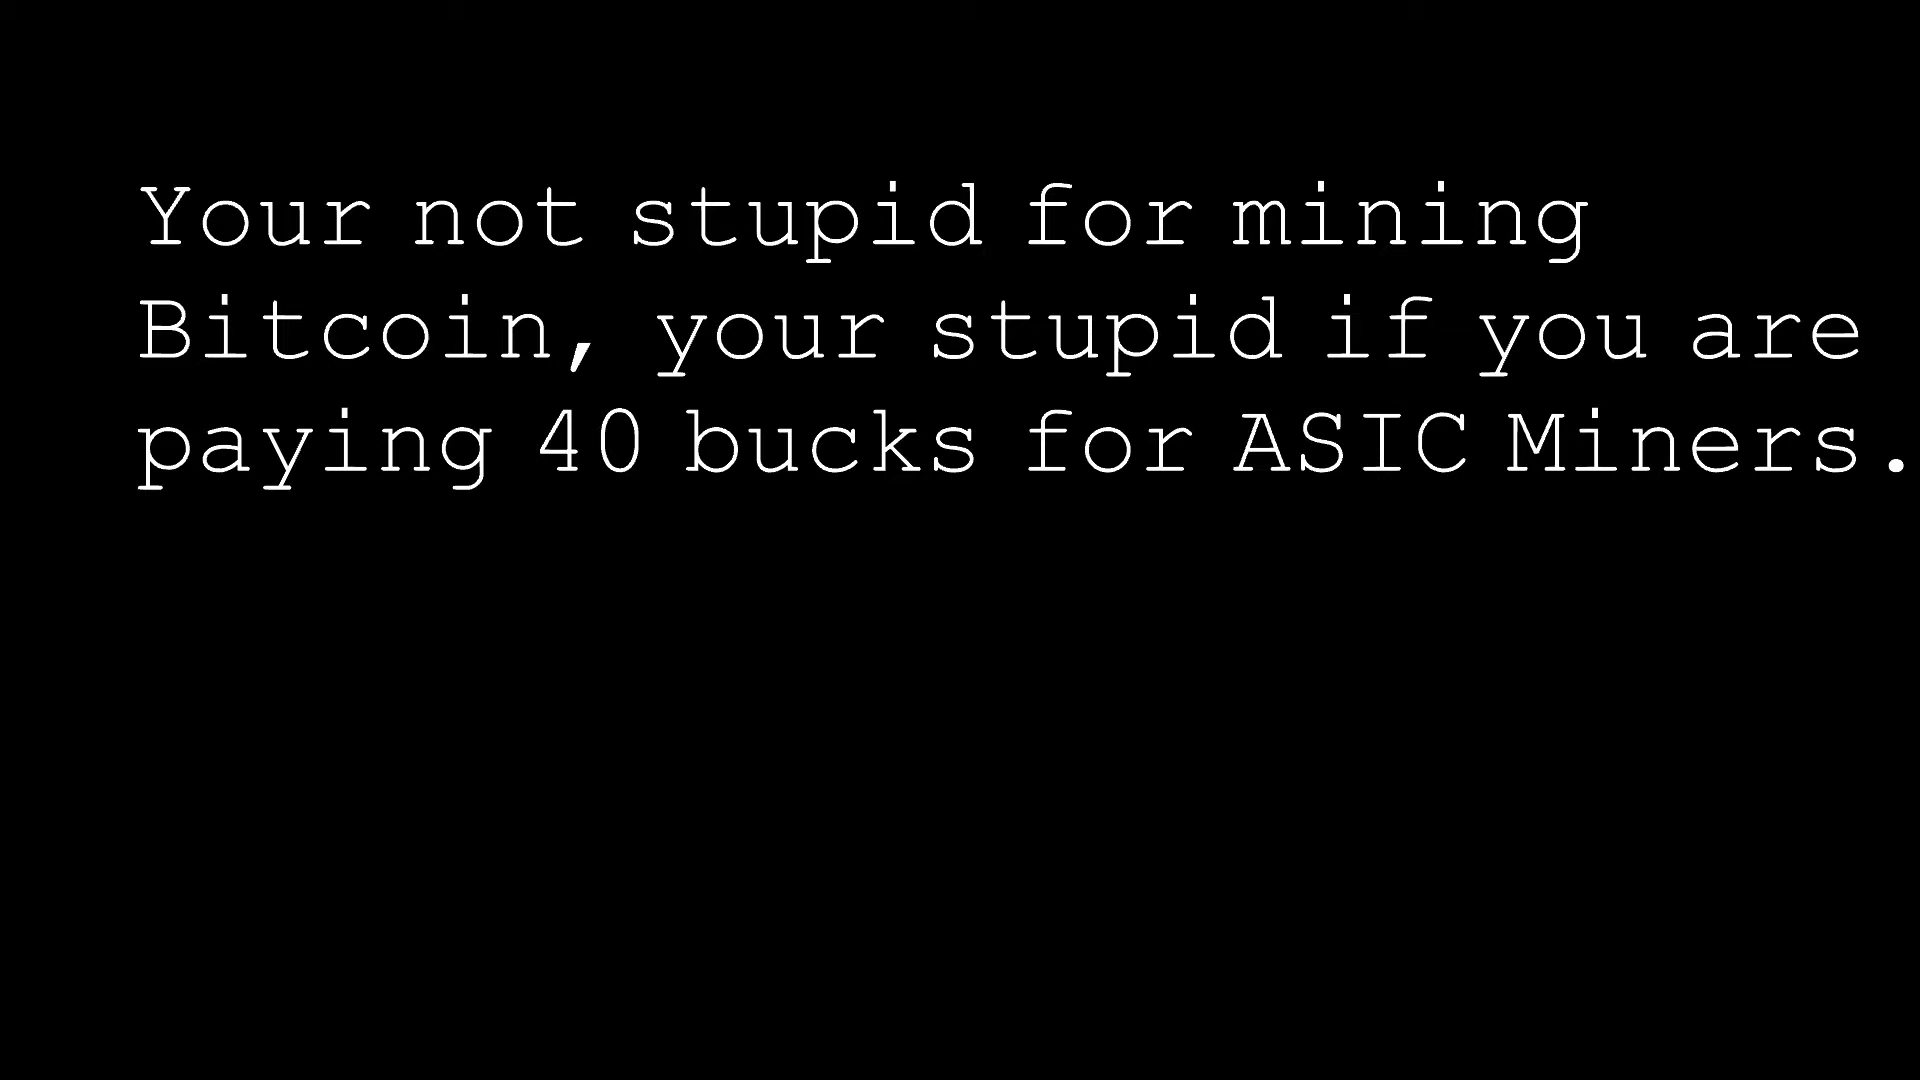 Your not stupid for mining
Bitcoin, your stupid if you are
paying 40 bucks for ASIC Miners.